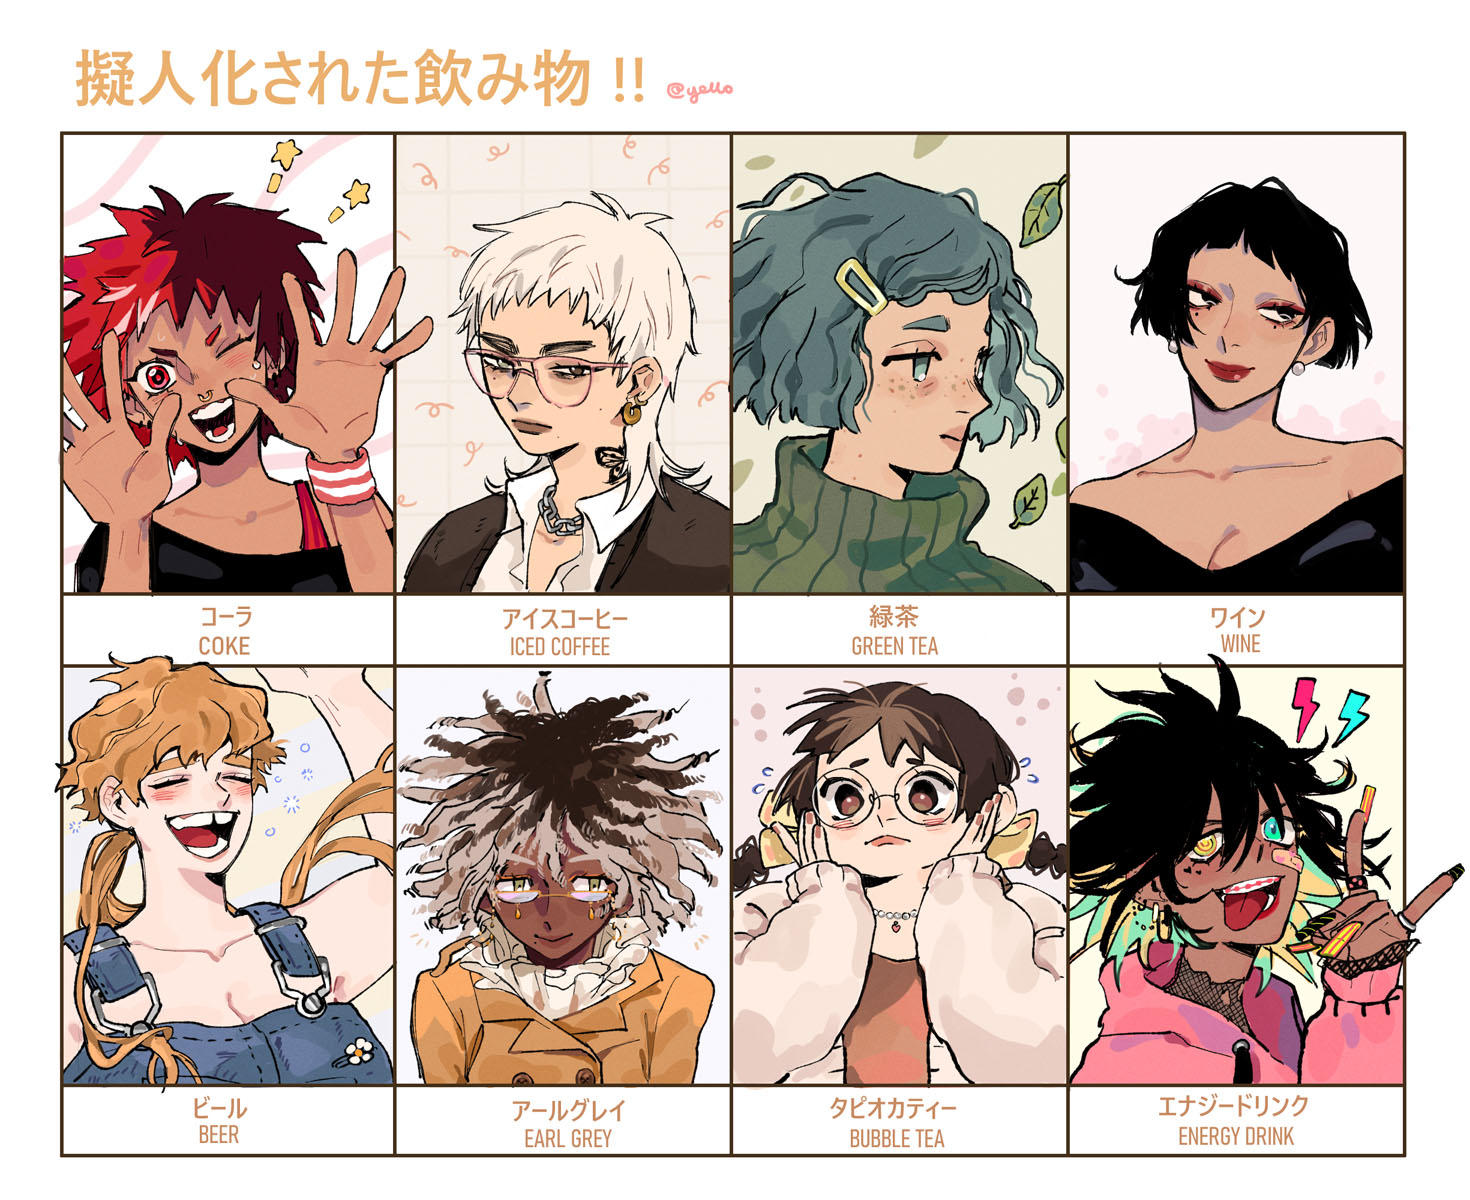 擬人化された飲み物 !! @yello
コーラ
COKE
アイスコーヒー
ICED COFFEE
緑茶
GREEN TEA
ワイン
WINE
ビール
BEER
アールグレイ
EARL GREY
タピオカティー
BUBBLE TEA
エナジードリンク
ENERGY DRINK